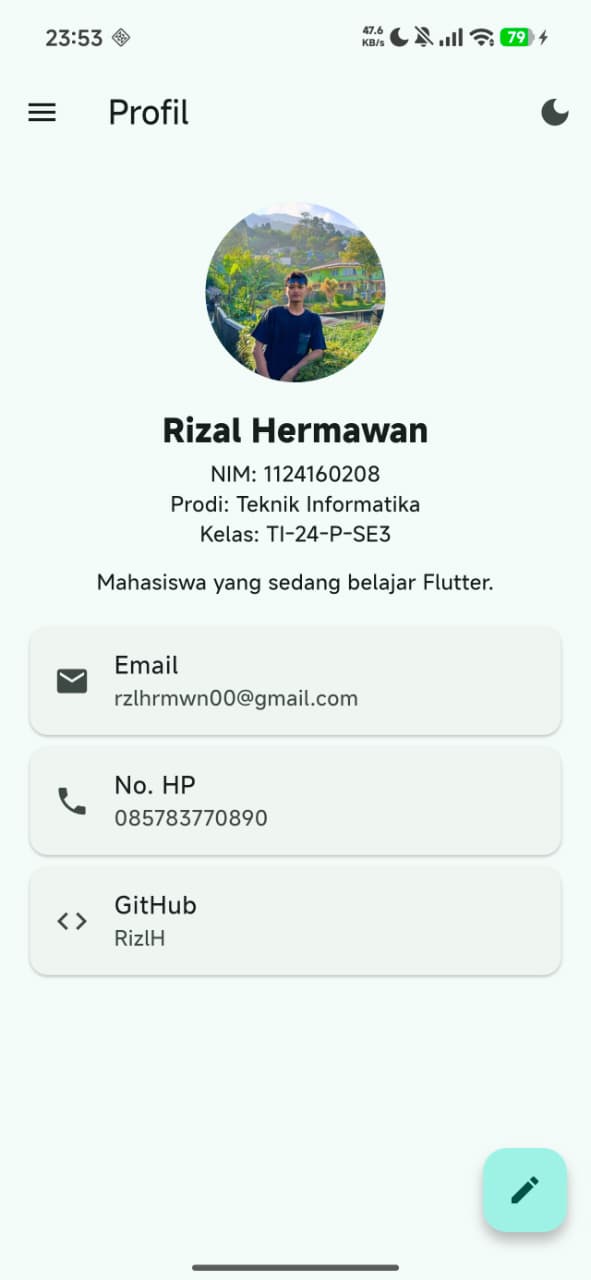 23:53
47.6
KB/s
79
Profil
Rizal Hermawan
NIM: 1124160208
Prodi: Teknik Informatika
Kelas: TI-24-P-SE3
Mahasiswa yang sedang belajar Flutter.
Email
rzlhrmwn00@gmail.com
No. HP
085783770890
GitHub
RizlH